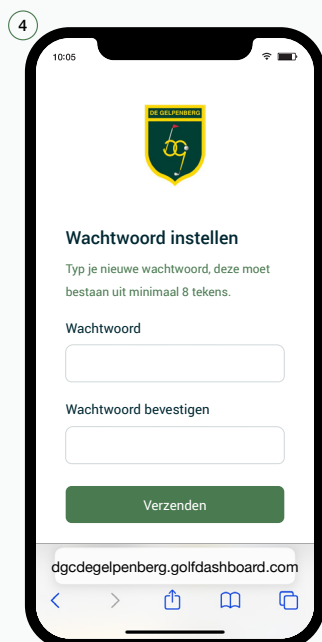 4
10:05
DE GELPENBERG
Wachtwoord instellen
Typ je nieuwe wachtwoord, deze moet
bestaan uit minimaal 8 tekens.
Wachtwoord
Wachtwoord bevestigen
Verzenden
dgcdegelpenberg.golfdashboard.com